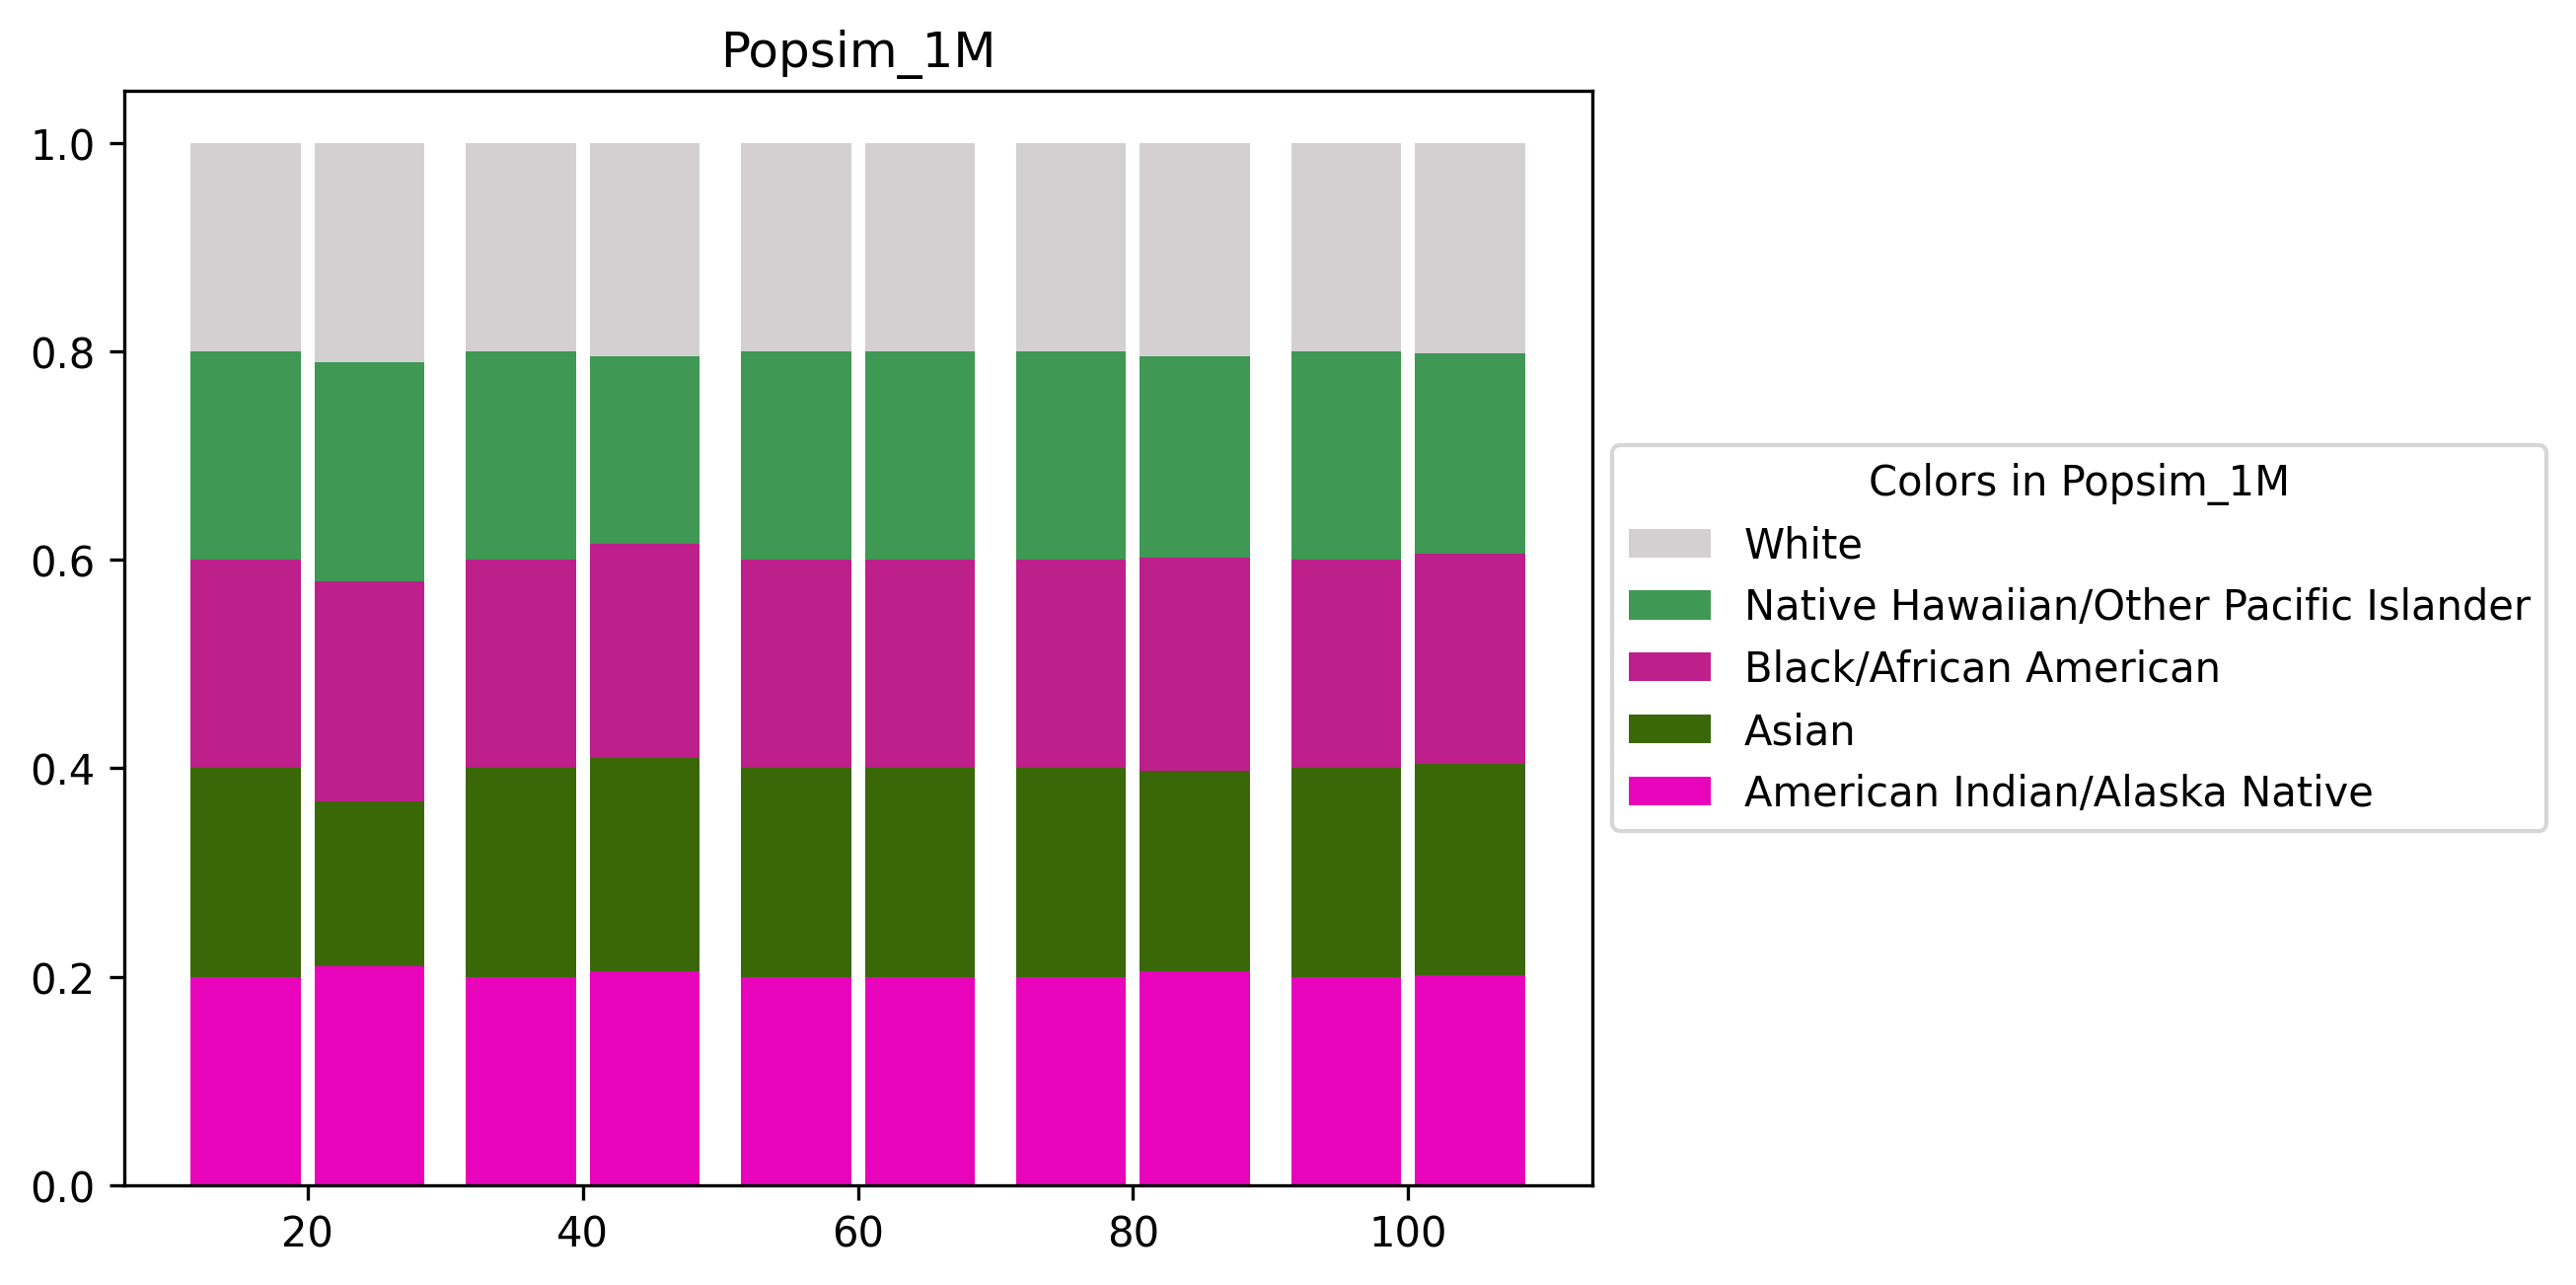 Popsim_1M
1.0
0.8
0.6
0.4
0.2
0.0
20 40 60 80 100
Colors in Popsim_1M
White
Native Hawaiian/Other Pacific Islander
Black/African American
Asian
American Indian/Alaska Native